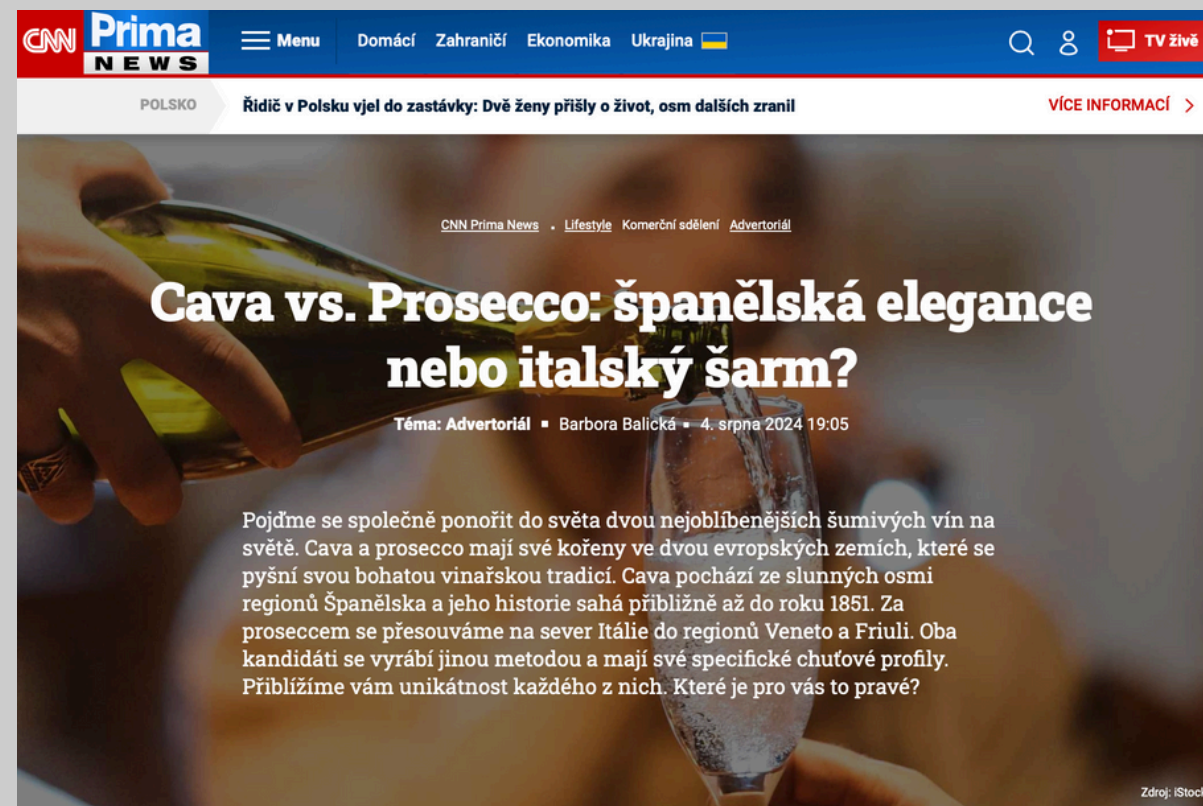 CNN Prima
NEWS
Menu Domácí Zahraničí Ekonomika Ukrajina TV živě
POLSKO Řidič v Polsku vjel do zastávky: Dvě ženy přišly o život, osm dalších zranil VÍCE INFORMACÍ >
CNN Prima News . Lifestyle Komerční sdělení Advertoriál
Cava vs. Prosecco: španělská elegance
nebo italský šarm?
Téma: Advertoriál ▪ Barbora Balická ▪ 4. srpna 2024 19:05
Pojďme se společně ponořit do světa dvou nejoblíbenějších šumivých vín na
světě. Cava a prosecco mají své kořeny ve dvou evropských zemích, které se
pyšní svou bohatou vinařskou tradicí. Cava pochází ze slunných osmi
regionů Španělska a jeho historie sahá přibližně až do roku 1851. Za
proseccem se přesouváme na sever Itálie do regionů Veneto a Friuli. Oba
kandidáti se vyrábí jinou metodou a mají své specifické chuťové profily.
Přiblížíme vám unikátnost každého z nich. Které je pro vás to pravé?
Zdroj: iStock